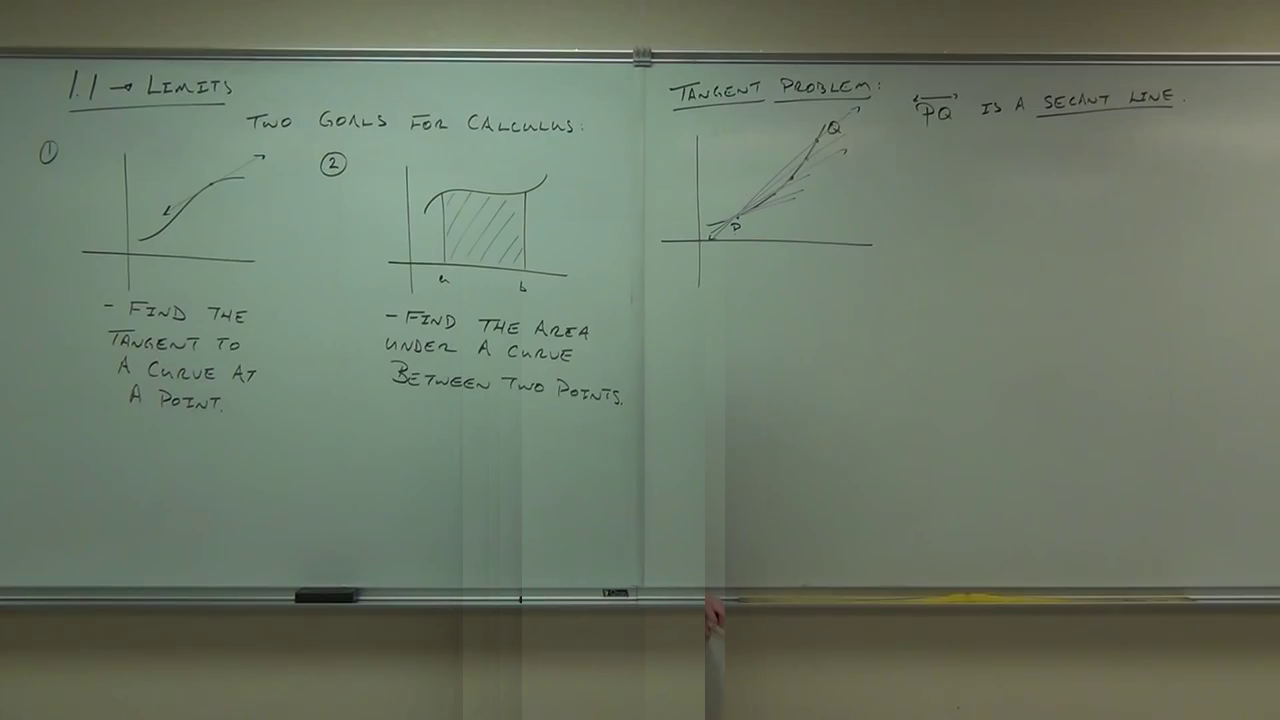 1.1 → LIMITS
TWO GOALS FOR CALCULUS:
①
②
a
b
- FIND THE
TANGENT TO
A CURVE AT
A POINT.
- FIND THE AREA
UNDER A CURVE
BETWEEN TWO POINTS.
TANGENT PROBLEM:
Q
P
PQ IS A SECANT LINE.